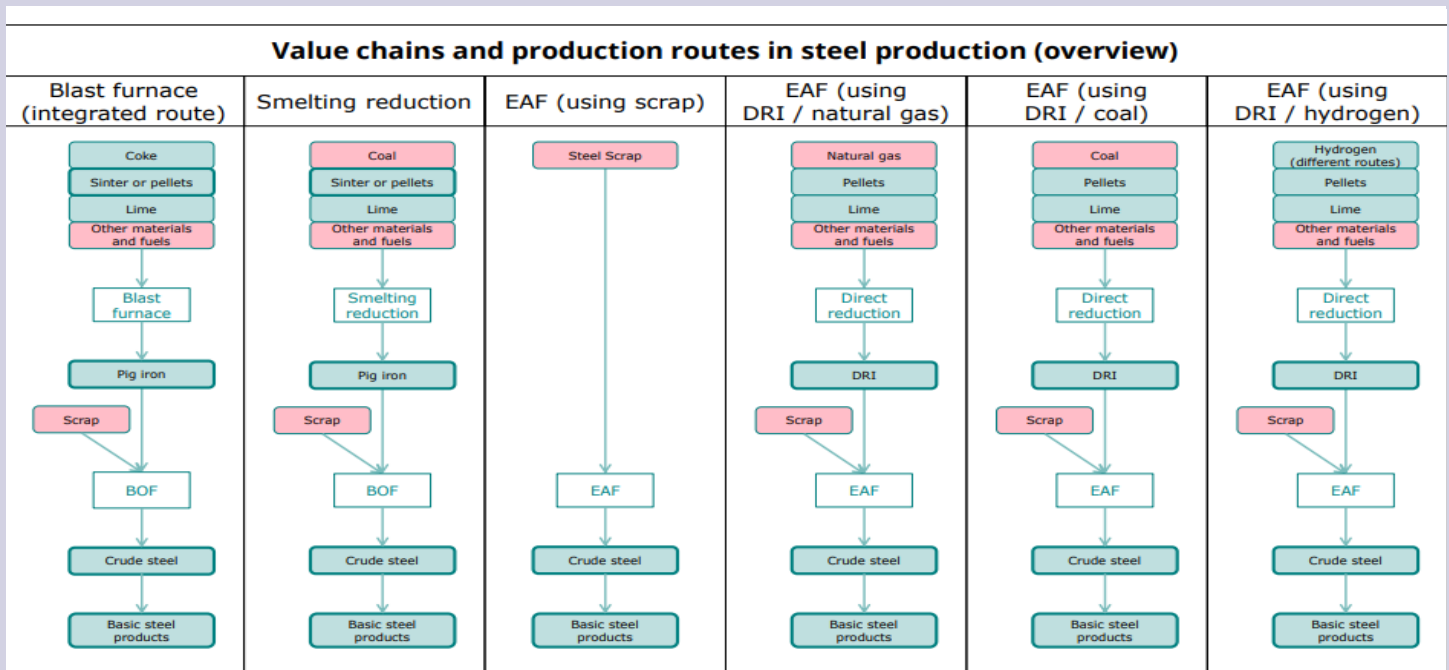 Value chains and production routes in steel production (overview)
Blast furnace
(integrated route)
Coke
Sinter or pellets
Lime
Other materials
and fuels
Blast
furnace
Pig iron
Scrap
BOF
Crude steel
Basic steel
products
Smelting reduction
Coal
Sinter or pellets
Lime
Other materials
and fuels
Smelting
reduction
Pig iron
Scrap
BOF
Crude steel
Basic steel
products
EAF (using scrap)
Steel Scrap
EAF
Crude steel
Basic steel
products
EAF (using
DRI / natural gas)
Natural gas
Pellets
Lime
Other materials
and fuels
Direct
reduction
DRI
Scrap
EAF
Crude steel
Basic steel
products
EAF (using
DRI / coal)
Coal
Pellets
Lime
Other materials
and fuels
Direct
reduction
DRI
Scrap
EAF
Crude steel
Basic steel
products
EAF (using
DRI / hydrogen)
Hydrogen
(different routes)
Pellets
Lime
Other materials
and fuels
Direct
reduction
DRI
Scrap
EAF
Crude steel
Basic steel
products